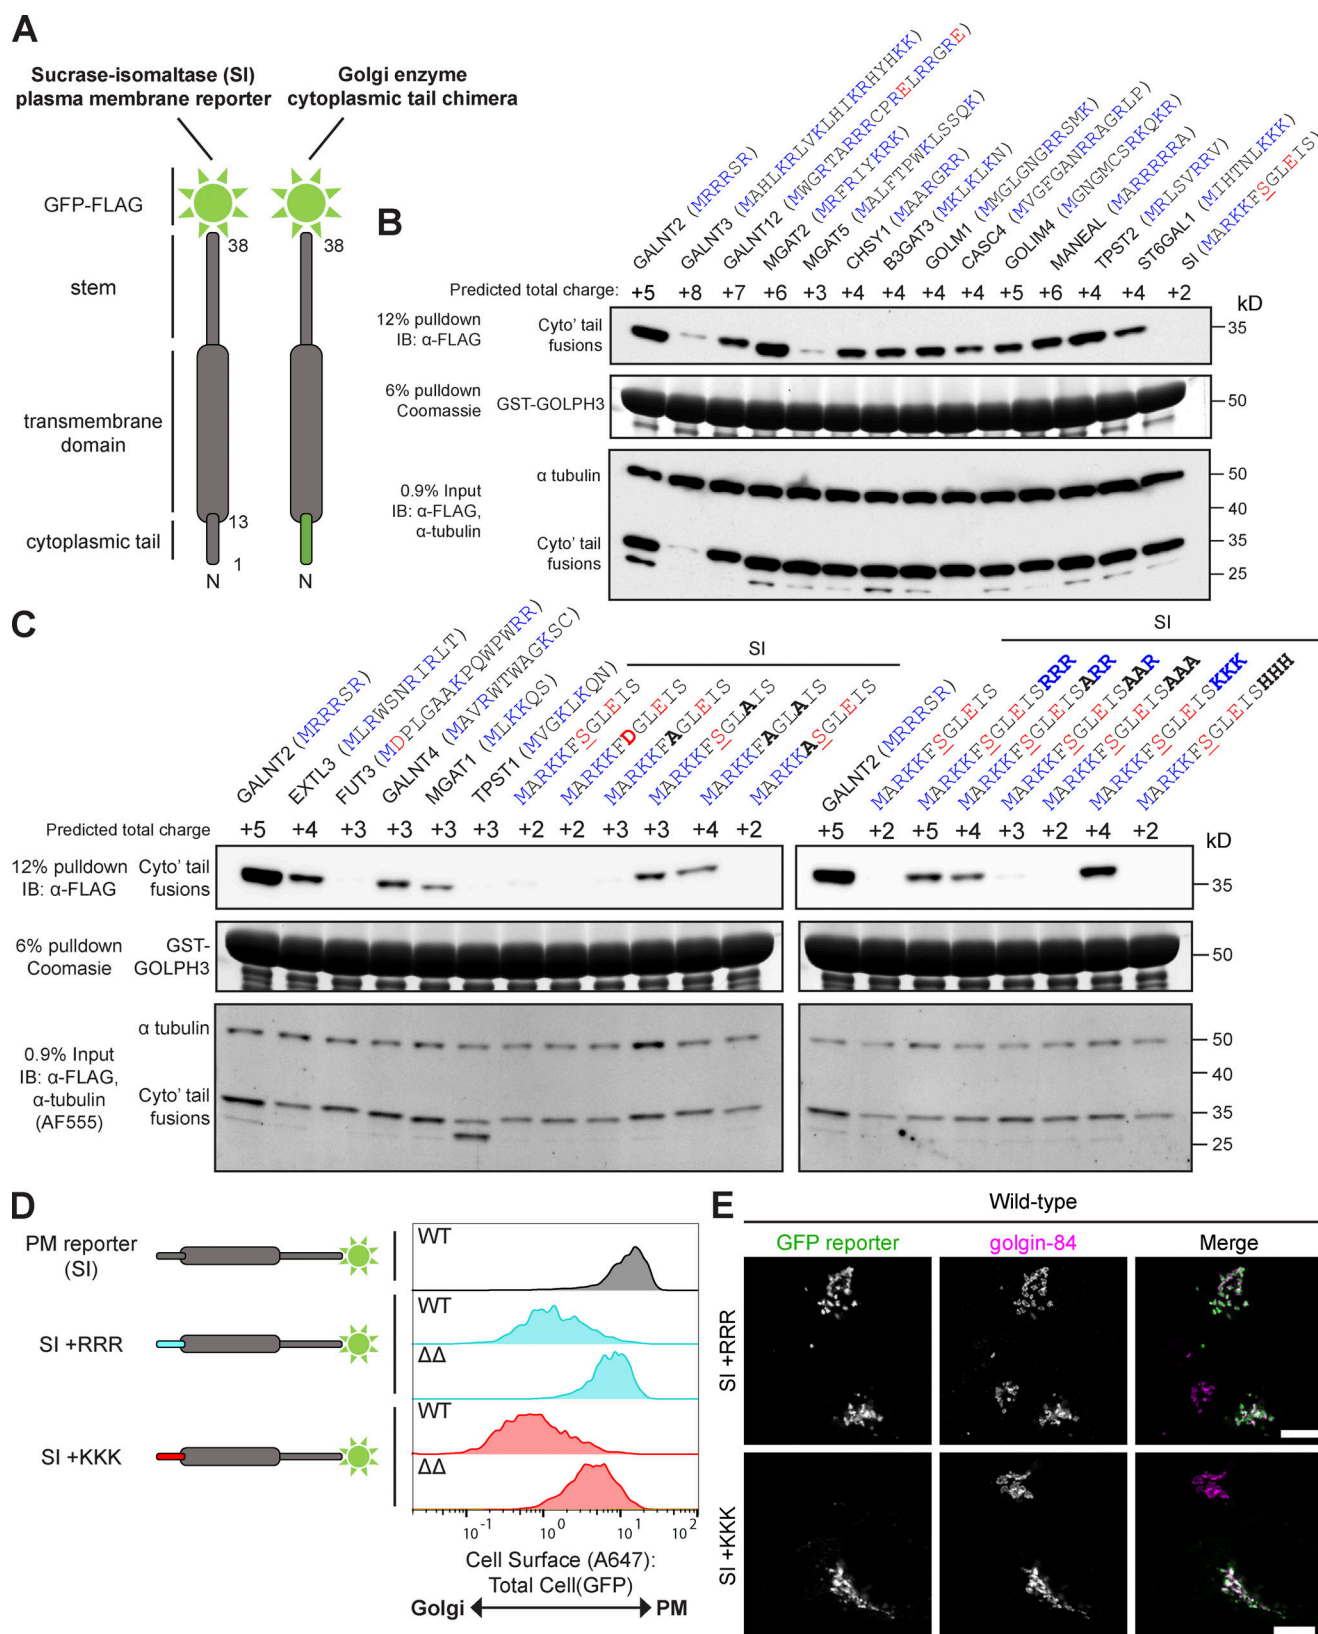 A
Sucrase-isomaltase (SI)
plasma membrane reporter
Golgi enzyme
cytoplasmic tail chimera
GFP-FLAG
38
38
stem
transmembrane
domain
13
cytoplasmic tail
1
N
N
B
GALNT2 (MRRRSR)
GALNT3 (MAHLKRLVKLHIKRHYHKK)
GALNT12 (MWGRTARRRCPRELRRGRE)
MGAT2 (MRFRIYKRK)
MGAT5 (MALFTPWKLSSQK)
CHSY1 (MAARGRR)
B3GAT3 (MKLKLKN)
GOLM1 (MMGLGNGRRSMK)
CASC4 (MVGFGANRRAGRLP)
GOLIM4 (MGNGMCSRKQKR)
MANEAL (MARRRRRA)
TPST2 (MRLSVRRV)
ST6GAL1 (MIHTNLKKK)
SI (MARKKFSGLEIS)
Predicted total charge: +5 +8 +7 +6 +3 +4 +4 +4 +4 +5 +6 +4 +4 +2
kD
12% pulldown
IB: α-FLAG
Cyto' tail
fusions
35
6% pulldown
Coomassie
GST-GOLPH3
50
0.9% Input
IB: α-FLAG,
α-tubulin
α tubulin
Cyto' tail
fusions
50
40
35
25
C
GALNT2 (MRRRSR)
EXTL3 (MLRWSNRIRLT)
FUT3 (MDPLGAAKPQWPWRR)
GALNT4 (MAVRWTWAGKSC)
MGAT1 (MLKKQS)
TPST1 (MVGKLKQN)
SI
MARKKFSGLEIS
MARKKFDGLEIS
MARKKFAGLEIS
MARKKFSGLAIS
MARKKFAGLAIS
MARKKASGLEIS
SI
GALNT2 (MRRRSR)
MARKKFSGLEIS
MARKKFSGLEISRRR
MARKKFSGLEISARR
MARKKFSGLEISAAR
MARKKFSGLEISAAA
MARKKFSGLEISKKK
MARKKFSGLEISHHH
Predicted total charge +5 +4 +3 +3 +3 +3 +2 +2 +3 +3 +4 +2 +5 +2 +5 +4 +3 +2 +4 +2
kD
12% pulldown
IB: α-FLAG
Cyto' tail
fusions
35
6% pulldown
Coomasie
GST-
GOLPH3
50
0.9% Input
IB: α-FLAG,
α-tubulin
(AF555)
α tubulin
Cyto' tail
fusions
50
40
35
25
D
PM reporter
(SI)
WT
SI +RRR
WT
ΔΔ
SI +KKK
WT
ΔΔ
10-1 100 101 102
Cell Surface (A647):
Total Cell(GFP)
Golgi PM
E
Wild-type
GFP reporter golgin-84 Merge
SI +RRR
SI +KKK